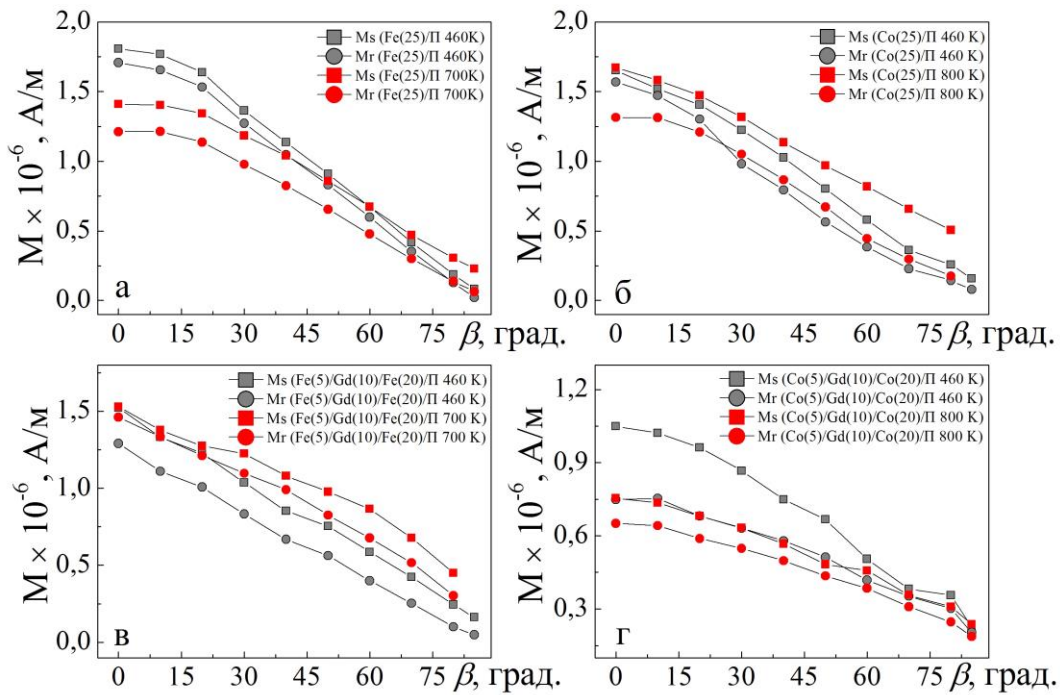 2,0
1,5
1,0
0,5
0,0
M × 10⁻⁶, А/м
Ms (Fe(25)/П 460K)
Mr (Fe(25)/П 460K)
Ms (Fe(25)/П 700K)
Mr (Fe(25)/П 700K)
а
0 15 30 45 60 75 β, град.
2,0
1,5
1,0
0,5
0,0
M × 10⁻⁶, А/м
Ms (Co(25)/П 460 K)
Mr (Co(25)/П 460 K)
Ms (Co(25)/П 800 K)
Mr (Co(25)/П 800 K)
б
0 15 30 45 60 75 β, град.
1,5
1,0
0,5
0,0
M × 10⁻⁶, А/м
Ms (Fe(5)/Gd(10)/Fe(20)/П 460 K)
Mr (Fe(5)/Gd(10)/Fe(20)/П 460 K)
Ms (Fe(5)/Gd(10)/Fe(20)/П 700 K)
Mr (Fe(5)/Gd(10)/Fe(20)/П 700 K)
в
0 15 30 45 60 75 β, град.
1,2
0,9
0,6
0,3
M × 10⁻⁶, А/м
Ms (Co(5)/Gd(10)/Co(20)/П 460 K)
Mr (Co(5)/Gd(10)/Co(20)/П 460 K)
Ms (Co(5)/Gd(10)/Co(20)/П 800 K)
Mr (Co(5)/Gd(10)/Co(20)/П 800 K)
г
0 15 30 45 60 75 β, град.